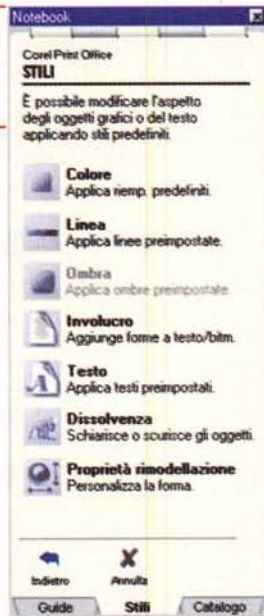 Notebook
Corel Print Office
STILI
È possibile modificare l'aspetto
degli oggetti grafici o del testo
applicando stili predefiniti.
Colore
Applica riemp. predefiniti.
Linea
Applica linee preimpostate.
Ombra
Applica ombre preimpostate.
Involucro
Aggiunge forme a testo/bitm.
Testo
Applica testi preimpostati.
Dissolvenza
Schiarisce o scurisce gli oggetti.
Proprietà rimodellazione
Personalizza la forma.
Indietro
Annulla
Guide
Stili
Catalogo